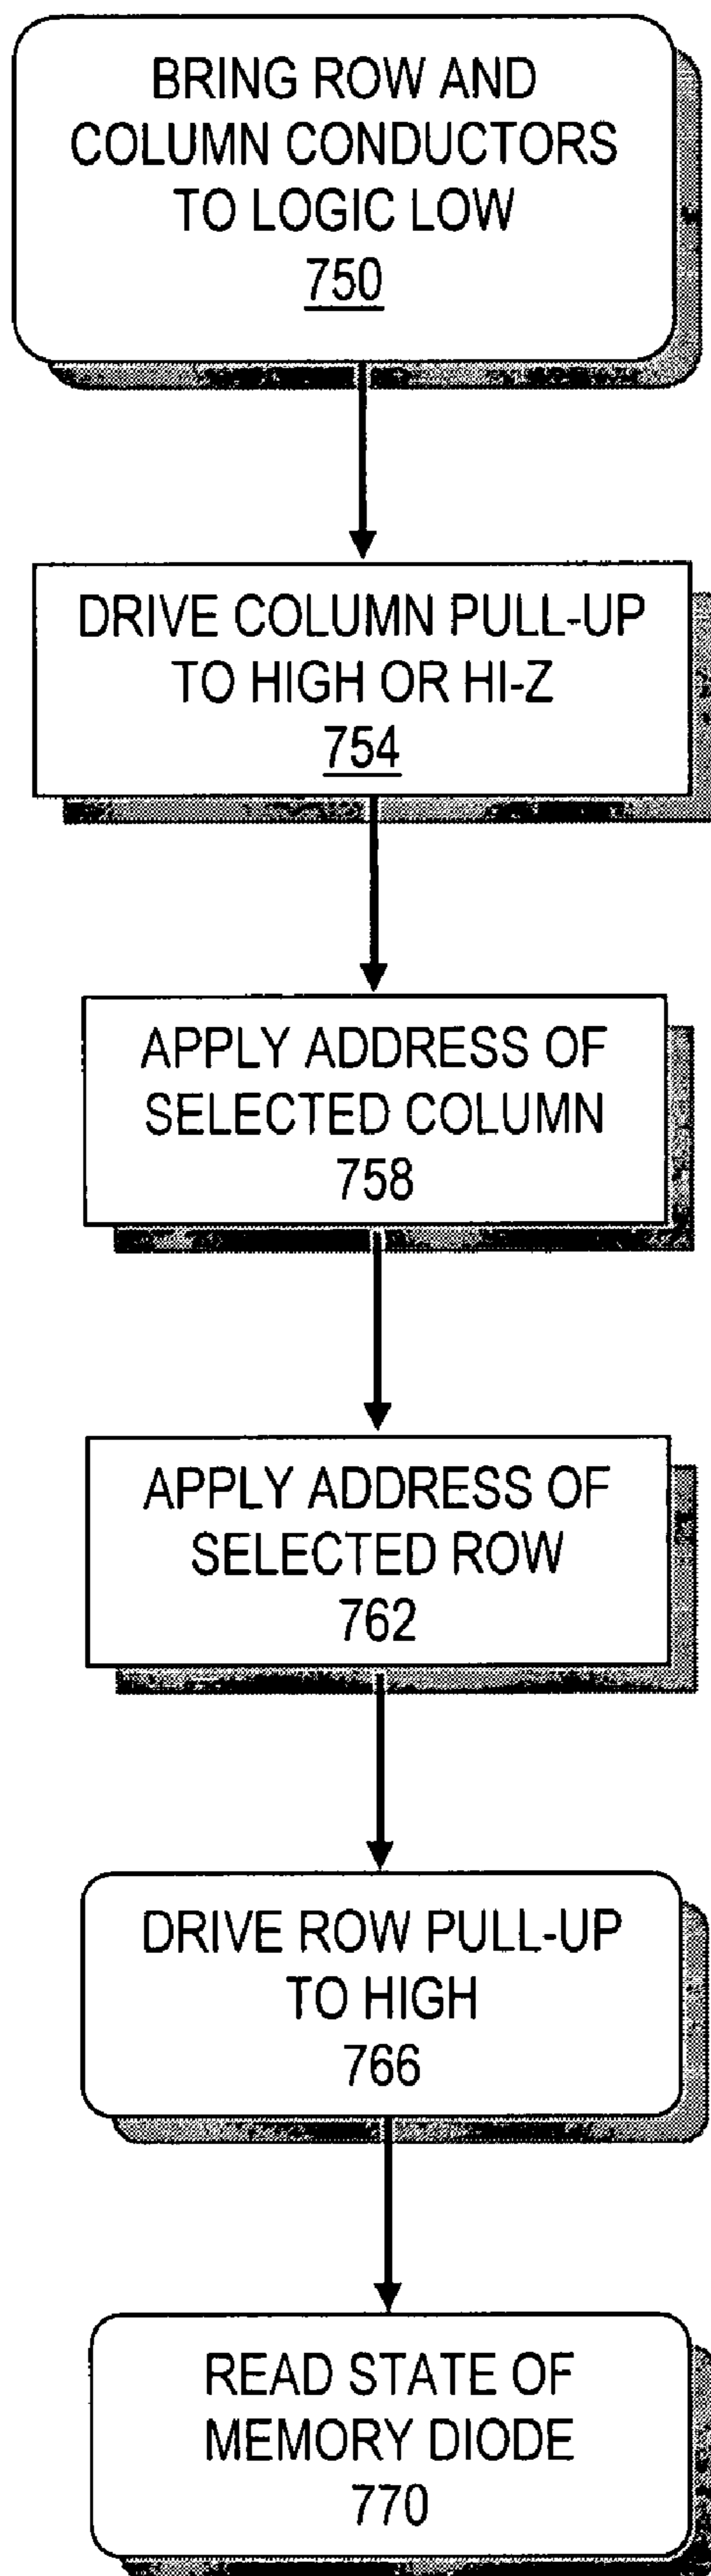 BRING ROW AND
COLUMN CONDUCTORS
TO LOGIC LOW
750
DRIVE COLUMN PULL-UP
TO HIGH OR HI-Z
754
APPLY ADDRESS OF
SELECTED COLUMN
758
APPLY ADDRESS OF
SELECTED ROW
762
DRIVE ROW PULL-UP
TO HIGH
766
READ STATE OF
MEMORY DIODE
770